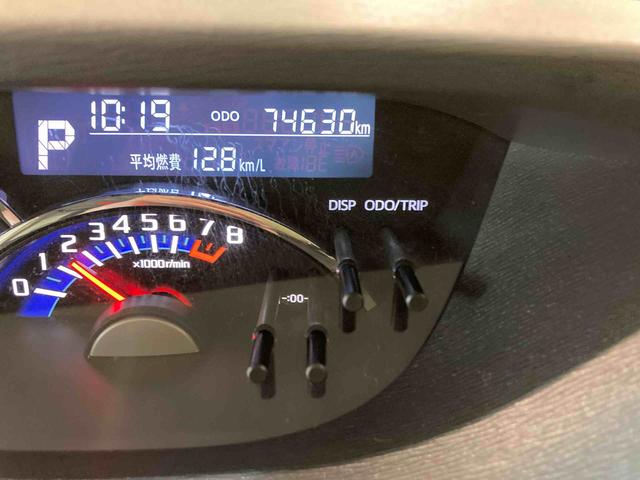 10:19 ODO 74630km
P
平均燃費 12.8km/L
DISP ODO/TRIP
0 1 2 3 4 5 6 7 8
×1000r/min
-:00-